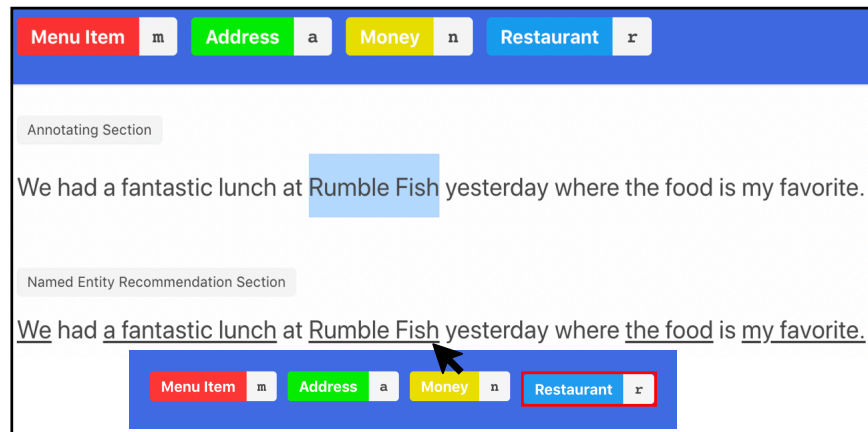 Menu Item m Address a Money n Restaurant r
Annotating Section
We had a fantastic lunch at Rumble Fish yesterday where the food is my favorite.
Named Entity Recommendation Section
We had a fantastic lunch at Rumble Fish yesterday where the food is my favorite.
Menu Item m Address a Money n Restaurant r